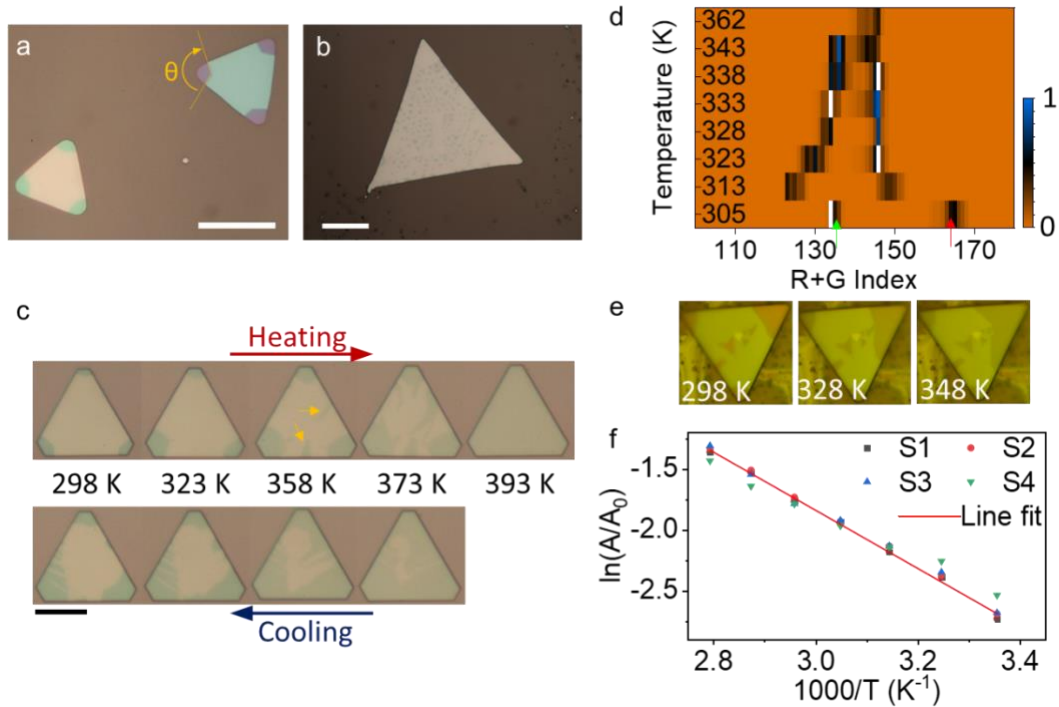 a
θ
b
c
Heating
298 K 323 K 358 K 373 K 393 K
Cooling
d
Temperature (K)
362
343
338
333
328
323
313
305
110 130 150 170
R+G Index
1
0
e
298 K 328 K 348 K
f
ln(A/A₀)
-1.5
-2.0
-2.5
S1 S2
S3 S4
Line fit
2.8 3.0 3.2 3.4
1000/T (K⁻¹)